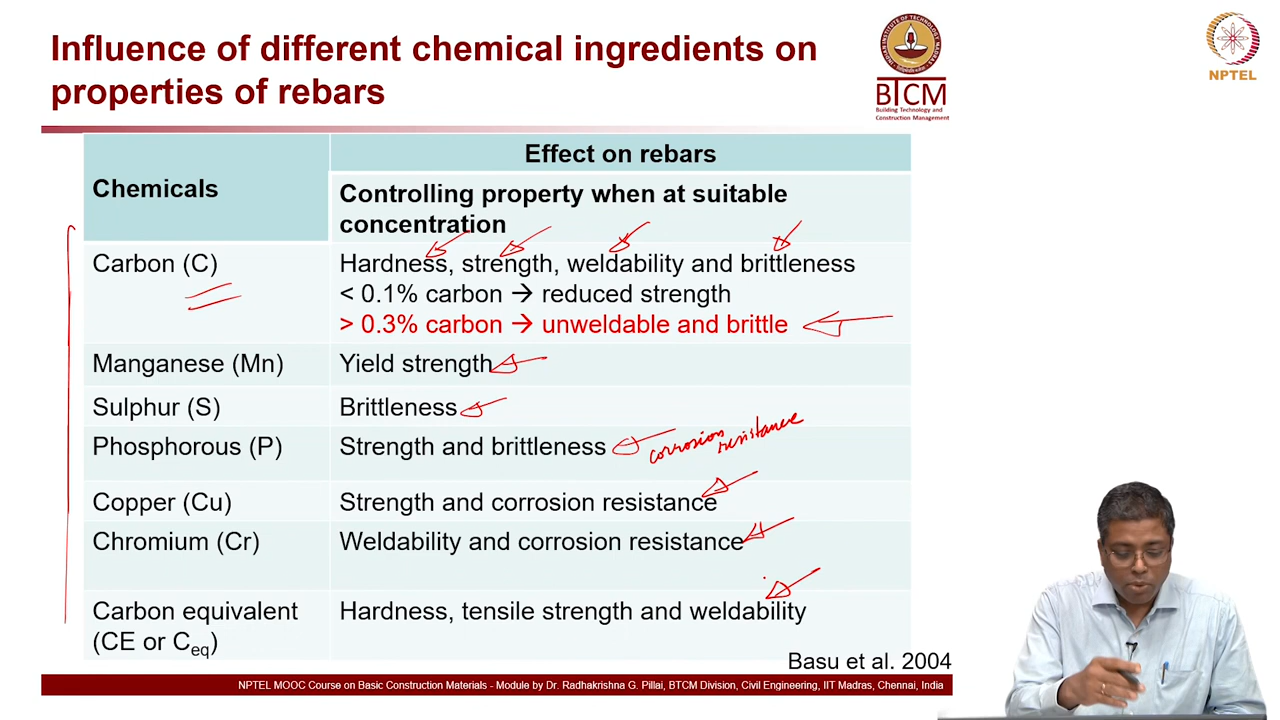 Influence of different chemical ingredients on
properties of rebars
INDIAN INSTITUTE OF TECHNOLOGY MADRAS
BTCM
Building Technology and
Construction Management
NPTEL
Chemicals
Effect on rebars
Controlling property when at suitable
concentration
Carbon (C)
Hardness, strength, weldability and brittleness
< 0.1% carbon → reduced strength
> 0.3% carbon → unweldable and brittle
Manganese (Mn)
Yield strength
Sulphur (S)
Brittleness
Phosphorous (P)
Strength and brittleness
corrosion resistance
Copper (Cu)
Strength and corrosion resistance
Chromium (Cr)
Weldability and corrosion resistance
Carbon equivalent
(CE or Ceq)
Hardness, tensile strength and weldability
Basu et al. 2004
NPTEL MOOC Course on Basic Construction Materials - Module by Dr. Radhakrishna G. Pillai, BTCM Division, Civil Engineering, IIT Madras, Chennai, India